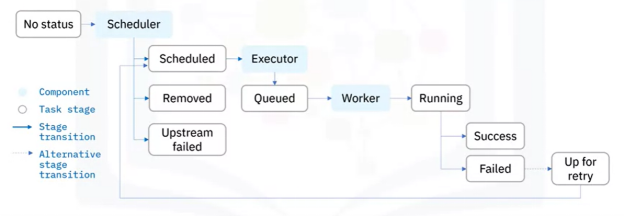 No status
Scheduler
Scheduled
Executor
Removed
Queued
Worker
Running
Upstream
failed
Success
Failed
Up for
retry
Component
Task stage
Stage
transition
Alternative
stage
transition